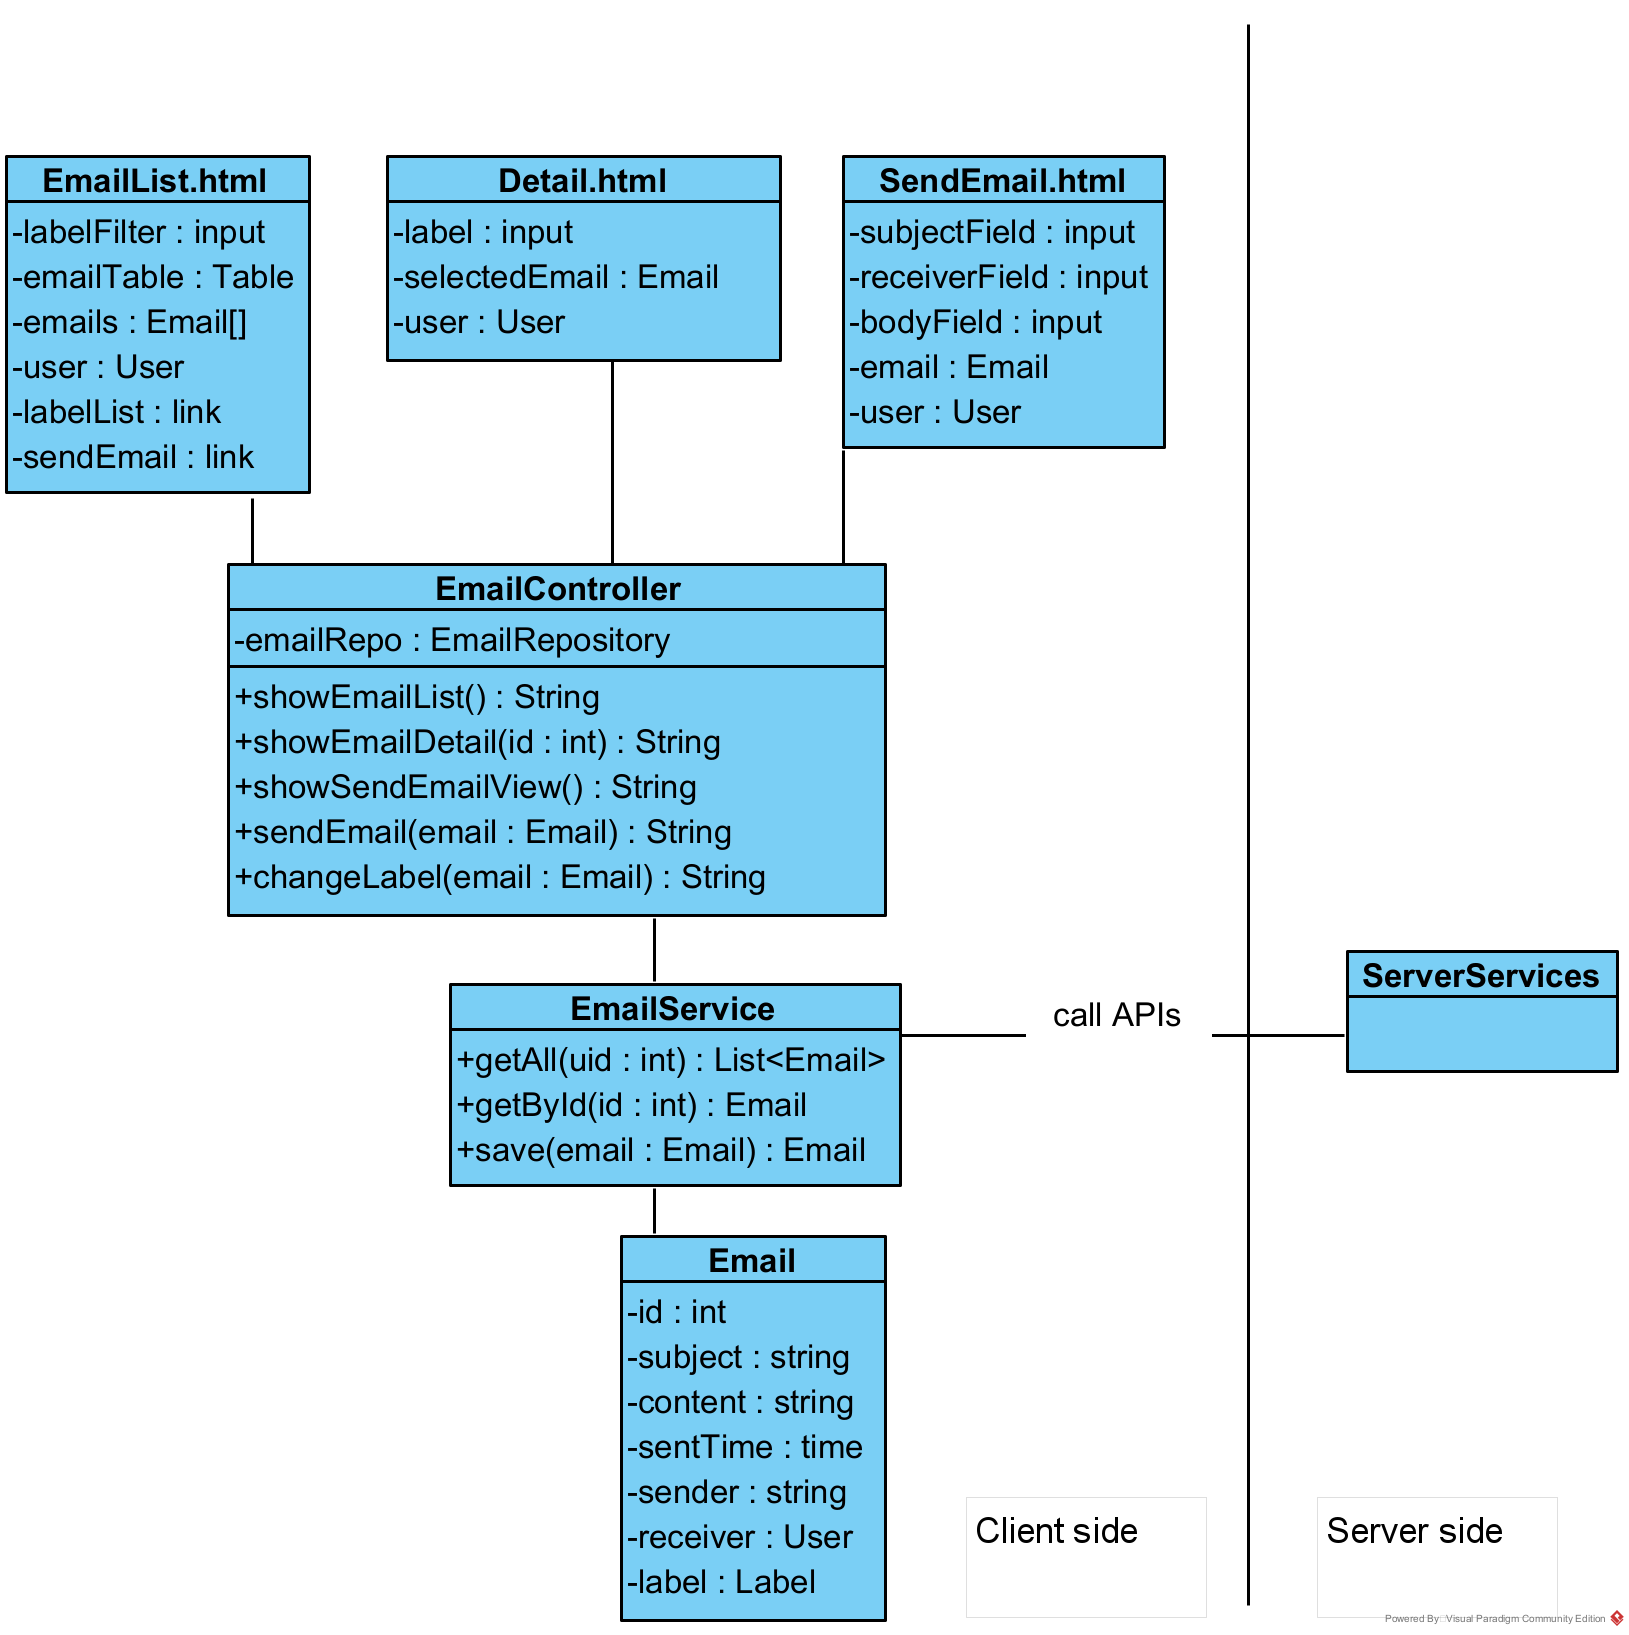 EmailList.html
-labelFilter : input
-emailTable : Table
-emails : Email[]
-user : User
-labelList : link
-sendEmail : link
Detail.html
-label : input
-selectedEmail : Email
-user : User
SendEmail.html
-subjectField : input
-receiverField : input
-bodyField : input
-email : Email
-user : User
EmailController
-emailRepo : EmailRepository
+showEmailList() : String
+showEmailDetail(id : int) : String
+showSendEmailView() : String
+sendEmail(email : Email) : String
+changeLabel(email : Email) : String
EmailService
+getAll(uid : int) : List<Email>
+getById(id : int) : Email
+save(email : Email) : Email
call APIs
ServerServices
Email
-id : int
-subject : string
-content : string
-sentTime : time
-sender : string
-receiver : User
-label : Label
Client side
Server side
Powered By Visual Paradigm Community Edition